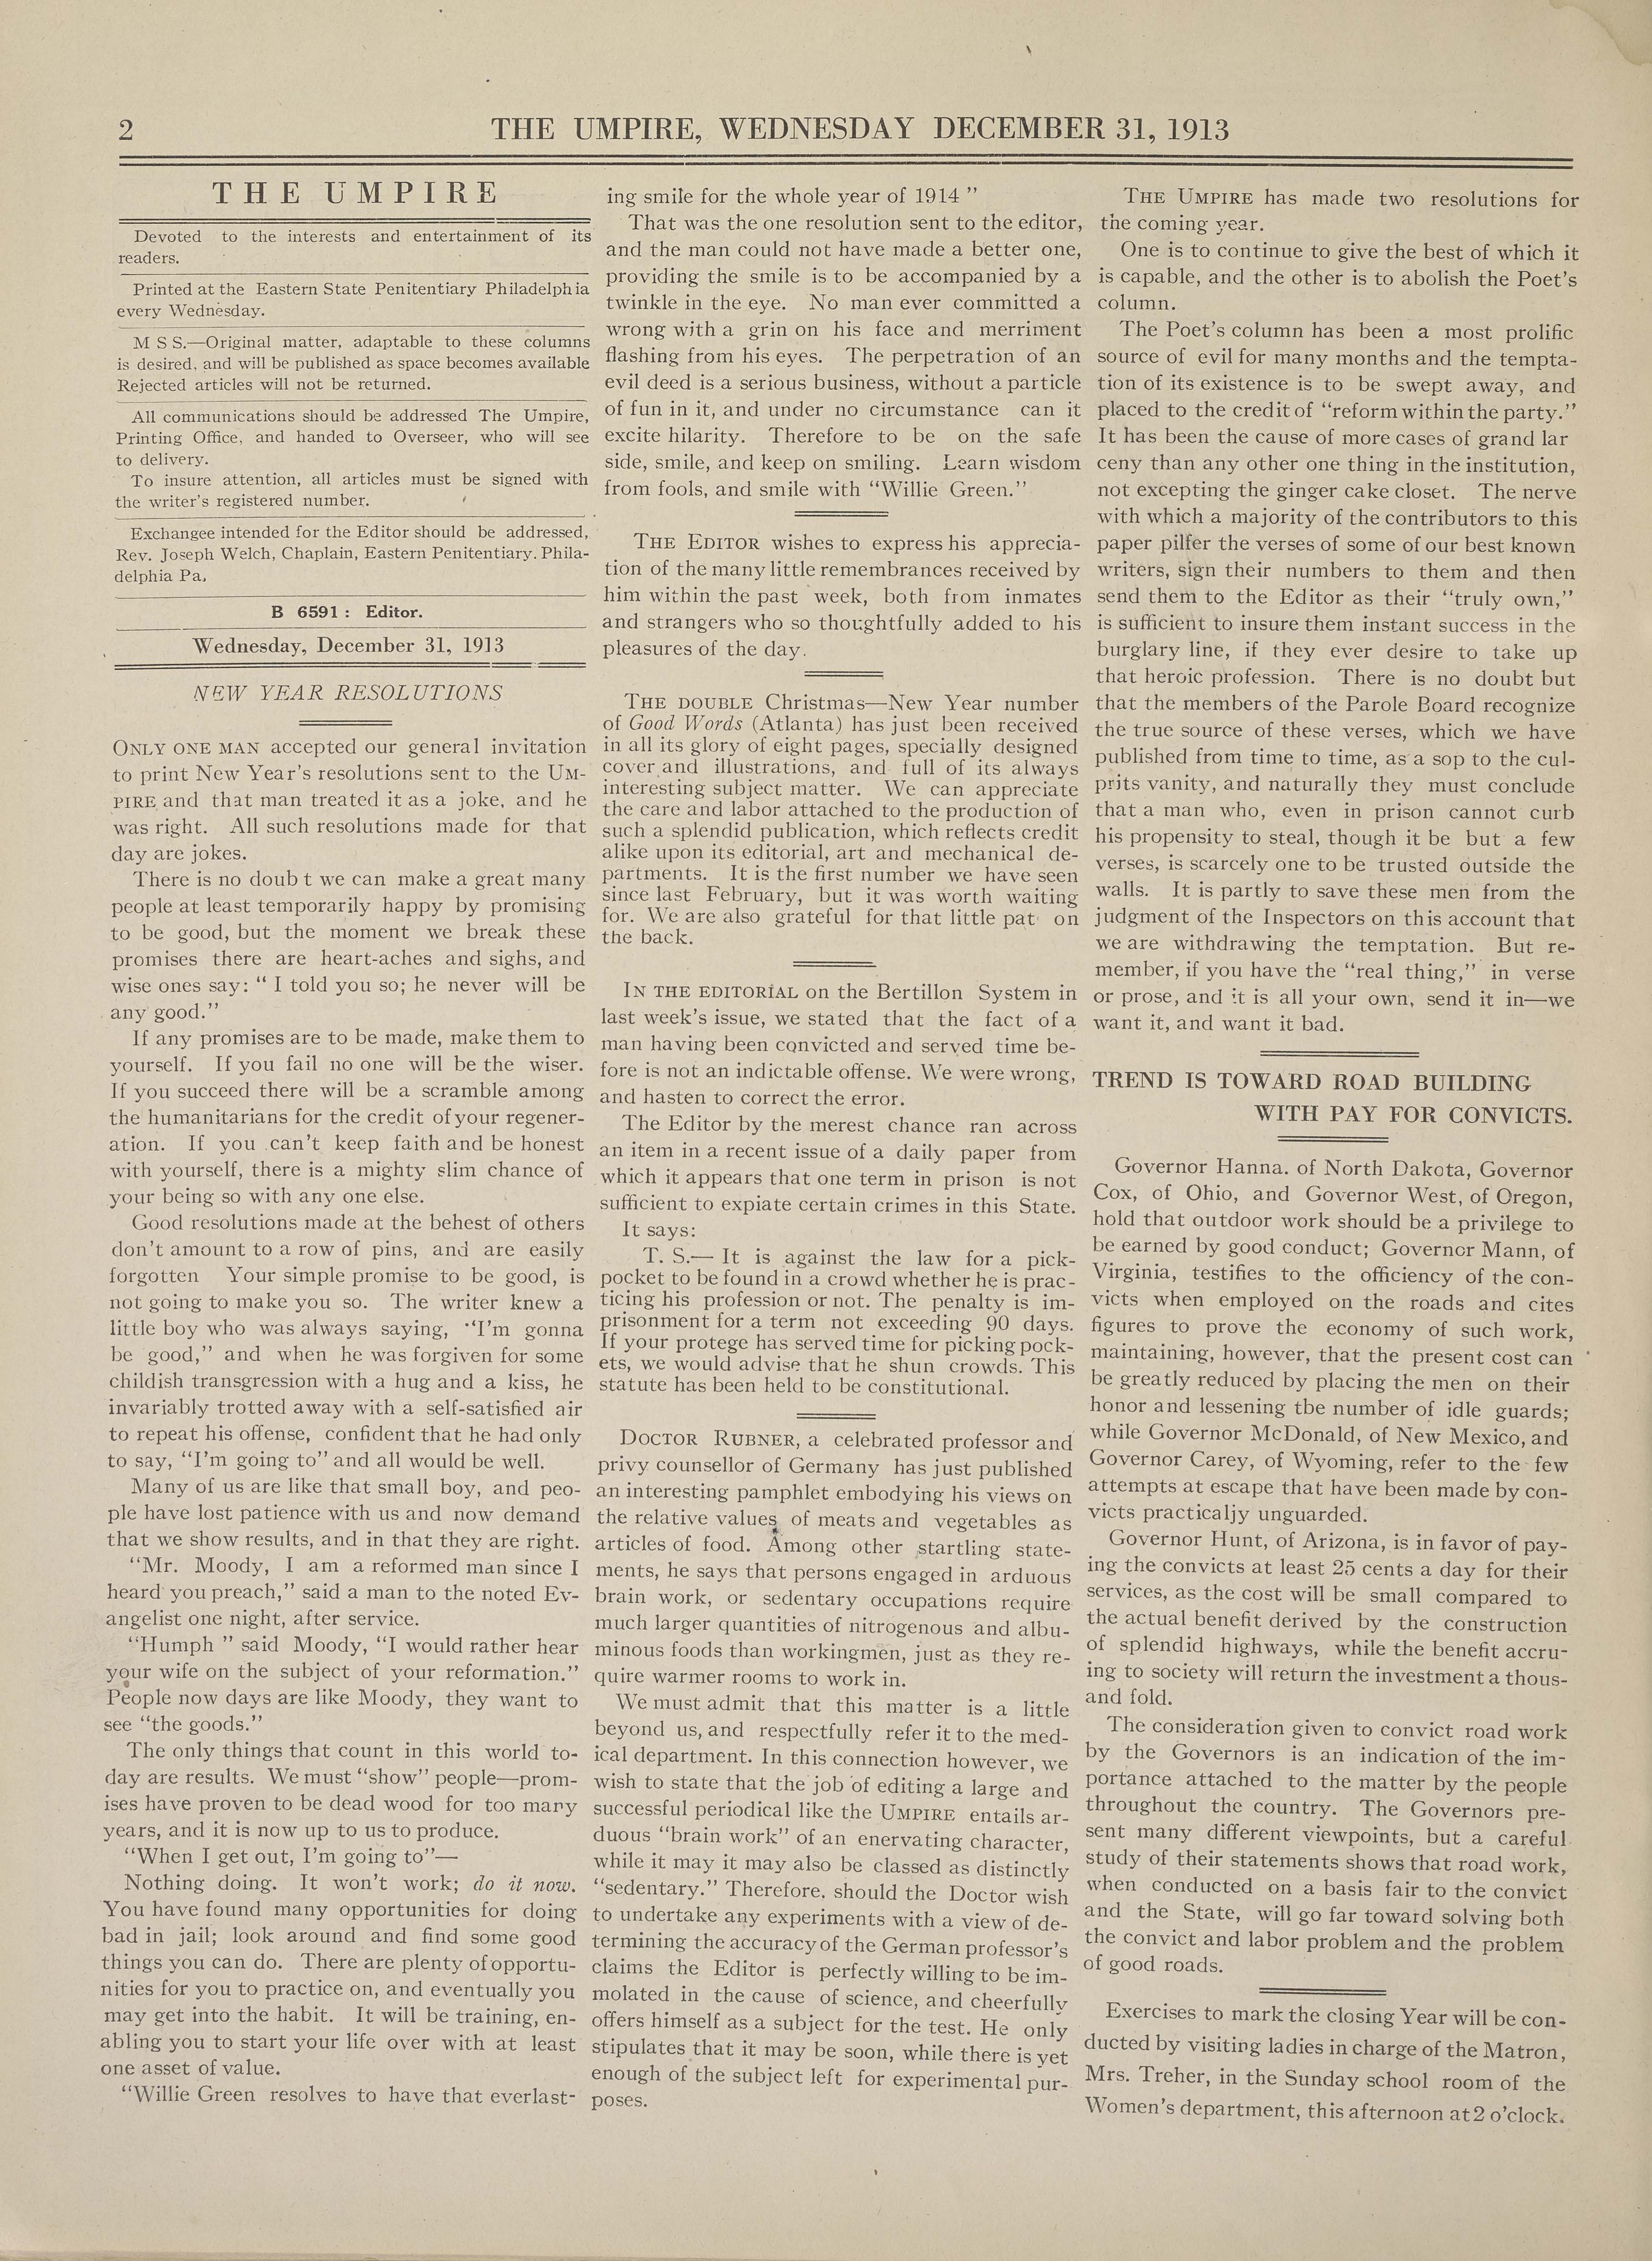 2
THE UMPIRE, WEDNESDAY DECEMBER 31, 1913
THE UMPIRE
Devoted to the interests and entertainment of its
readers.
Printed at the Eastern State Penitentiary Philadelphia
every Wednesday.
M S S.—Original matter, adaptable to these columns
is desired, and will be published as space becomes available
Rejected articles will not be returned.
All communications should be addressed The Umpire,
Printing Office, and handed to Overseer, who will see
to delivery.
To insure attention, all articles must be signed with
the writer's registered number.
Exchangee intended for the Editor should be addressed,
Rev. Joseph Welch, Chaplain, Eastern Penitentiary. Phila-
delphia Pa,
B 6591 : Editor.
Wednesday, December 31, 1913
NEW YEAR RESOLUTIONS
ONLY ONE MAN accepted our general invitation
to print New Year's resolutions sent to the UM-
PIRE and that man treated it as a joke, and he
was right. All such resolutions made for that
day are jokes.
There is no doub t we can make a great many
people at least temporarily happy by promising
to be good, but the moment we break these
promises there are heart-aches and sighs, and
wise ones say: " I told you so; he never will be
any good."
If any promises are to be made, make them to
yourself. If you fail no one will be the wiser.
If you succeed there will be a scramble among
the humanitarians for the credit of your regener-
ation. If you can't keep faith and be honest
with yourself, there is a mighty slim chance of
your being so with any one else.
Good resolutions made at the behest of others
don't amount to a row of pins, and are easily
forgotten Your simple promise to be good, is
not going to make you so. The writer knew a
little boy who was always saying, "I'm gonna
be good," and when he was forgiven for some
childish transgression with a hug and a kiss, he
invariably trotted away with a self-satisfied air
to repeat his offense, confident that he had only
to say, "I'm going to" and all would be well.
Many of us are like that small boy, and peo-
ple have lost patience with us and now demand
that we show results, and in that they are right.
"Mr. Moody, I am a reformed man since I
heard you preach," said a man to the noted Ev-
angelist one night, after service.
"Humph " said Moody, "I would rather hear
your wife on the subject of your reformation."
People now days are like Moody, they want to
see "the goods."
The only things that count in this world to-
day are results. We must "show" people—prom-
ises have proven to be dead wood for too many
years, and it is now up to us to produce.
"When I get out, I'm going to"—
Nothing doing. It won't work; do it now.
You have found many opportunities for doing
bad in jail; look around and find some good
things you can do. There are plenty of opportu-
nities for you to practice on, and eventually you
may get into the habit. It will be training, en-
abling you to start your life over with at least
one asset of value.
"Willie Green resolves to have that everlast-
ing smile for the whole year of 1914 "
That was the one resolution sent to the editor,
and the man could not have made a better one,
providing the smile is to be accompanied by a
twinkle in the eye. No man ever committed a
wrong with a grin on his face and merriment
flashing from his eyes. The perpetration of an
evil deed is a serious business, without a particle
of fun in it, and under no circumstance can it
excite hilarity. Therefore to be on the safe
side, smile, and keep on smiling. Learn wisdom
from fools, and smile with "Willie Green."
THE EDITOR wishes to express his apprecia-
tion of the many little remembrances received by
him within the past week, both from inmates
and strangers who so thoughtfully added to his
pleasures of the day.
THE DOUBLE Christmas—New Year number
of Good Words (Atlanta) has just been received
in all its glory of eight pages, specially designed
cover and illustrations, and full of its always
interesting subject matter. We can appreciate
the care and labor attached to the production of
such a splendid publication, which reflects credit
alike upon its editorial, art and mechanical de-
partments. It is the first number we have seen
since last February, but it was worth waiting
for. We are also grateful for that little pat on
the back.
IN THE EDITORIAL on the Bertillon System in
last week's issue, we stated that the fact of a
man having been convicted and served time be-
fore is not an indictable offense. We were wrong,
and hasten to correct the error.
The Editor by the merest chance ran across
an item in a recent issue of a daily paper from
which it appears that one term in prison is not
sufficient to expiate certain crimes in this State.
It says:
T. S.— It is against the law for a pick-
pocket to be found in a crowd whether he is prac-
ticing his profession or not. The penalty is im-
prisonment for a term not exceeding 90 days.
If your protege has served time for picking pock-
ets, we would advise that he shun crowds. This
statute has been held to be constitutional.
DOCTOR RUBNER, a celebrated professor and
privy counsellor of Germany has just published
an interesting pamphlet embodying his views on
the relative values of meats and vegetables as
articles of food. Among other startling state-
ments, he says that persons engaged in arduous
brain work, or sedentary occupations require
much larger quantities of nitrogenous and albu-
minous foods than workingmen, just as they re-
quire warmer rooms to work in.
We must admit that this matter is a little
beyond us, and respectfully refer it to the med-
ical department. In this connection however, we
wish to state that the job of editing a large and
successful periodical like the UMPIRE entails ar-
duous "brain work" of an enervating character,
while it may it may also be classed as distinctly
"sedentary." Therefore, should the Doctor wish
to undertake any experiments with a view of de-
termining the accuracy of the German professor's
claims the Editor is perfectly willing to be im-
molated in the cause of science, and cheerfully
offers himself as a subject for the test. He only
stipulates that it may be soon, while there is yet
enough of the subject left for experimental pur-
poses.
THE UMPIRE has made two resolutions for
the coming year.
One is to continue to give the best of which it
is capable, and the other is to abolish the Poet's
column.
The Poet's column has been a most prolific
source of evil for many months and the tempta-
tion of its existence is to be swept away, and
placed to the credit of "reform within the party."
It has been the cause of more cases of grand lar
ceny than any other one thing in the institution,
not excepting the ginger cake closet. The nerve
with which a majority of the contributors to this
paper pilfer the verses of some of our best known
writers, sign their numbers to them and then
send them to the Editor as their "truly own,"
is sufficient to insure them instant success in the
burglary line, if they ever desire to take up
that heroic profession. There is no doubt but
that the members of the Parole Board recognize
the true source of these verses, which we have
published from time to time, as a sop to the cul-
prits vanity, and naturally they must conclude
that a man who, even in prison cannot curb
his propensity to steal, though it be but a few
verses, is scarcely one to be trusted outside the
walls. It is partly to save these men from the
judgment of the Inspectors on this account that
we are withdrawing the temptation. But re-
member, if you have the "real thing," in verse
or prose, and it is all your own, send it in—we
want it, and want it bad.
TREND IS TOWARD ROAD BUILDING
WITH PAY FOR CONVICTS.
Governor Hanna. of North Dakota, Governor
Cox, of Ohio, and Governor West, of Oregon,
hold that outdoor work should be a privilege to
be earned by good conduct; Governor Mann, of
Virginia, testifies to the officiency of the con-
victs when employed on the roads and cites
figures to prove the economy of such work,
maintaining, however, that the present cost can
be greatly reduced by placing the men on their
honor and lessening tbe number of idle guards;
while Governor McDonald, of New Mexico, and
Governor Carey, of Wyoming, refer to the few
attempts at escape that have been made by con-
victs practicaljy unguarded.
Governor Hunt, of Arizona, is in favor of pay-
ing the convicts at least 25 cents a day for their
services, as the cost will be small compared to
the actual benefit derived by the construction
of splendid highways, while the benefit accru-
ing to society will return the investment a thous-
and fold.
The consideration given to convict road work
by the Governors is an indication of the im-
portance attached to the matter by the people
throughout the country. The Governors pre-
sent many different viewpoints, but a careful
study of their statements shows that road work,
when conducted on a basis fair to the convict
and the State, will go far toward solving both
the convict and labor problem and the problem
of good roads.
Exercises to mark the closing Year will be con-
ducted by visiting ladies in charge of the Matron,
Mrs. Treher, in the Sunday school room of the
Women's department, this afternoon at 2 o'clock.